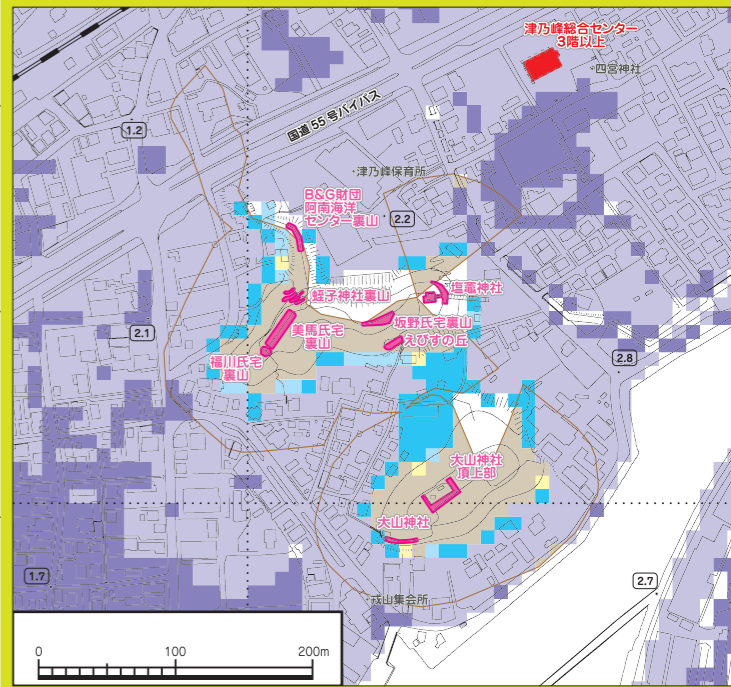 津乃峰総合センター
3階以上
四宮神社
1.2
国道55号バイパス
津乃峰保育所
B&G財団
阿南海洋
センター裏山
2.2
塩竈神社
蛭子神社裏山
坂野氏宅裏山
美馬氏宅
裏山
えびすの丘
2.1
福川氏宅
裏山
2.8
大山神社
頂上部
大山神社
1.7
2.7
戎山集会所
0
100
200m